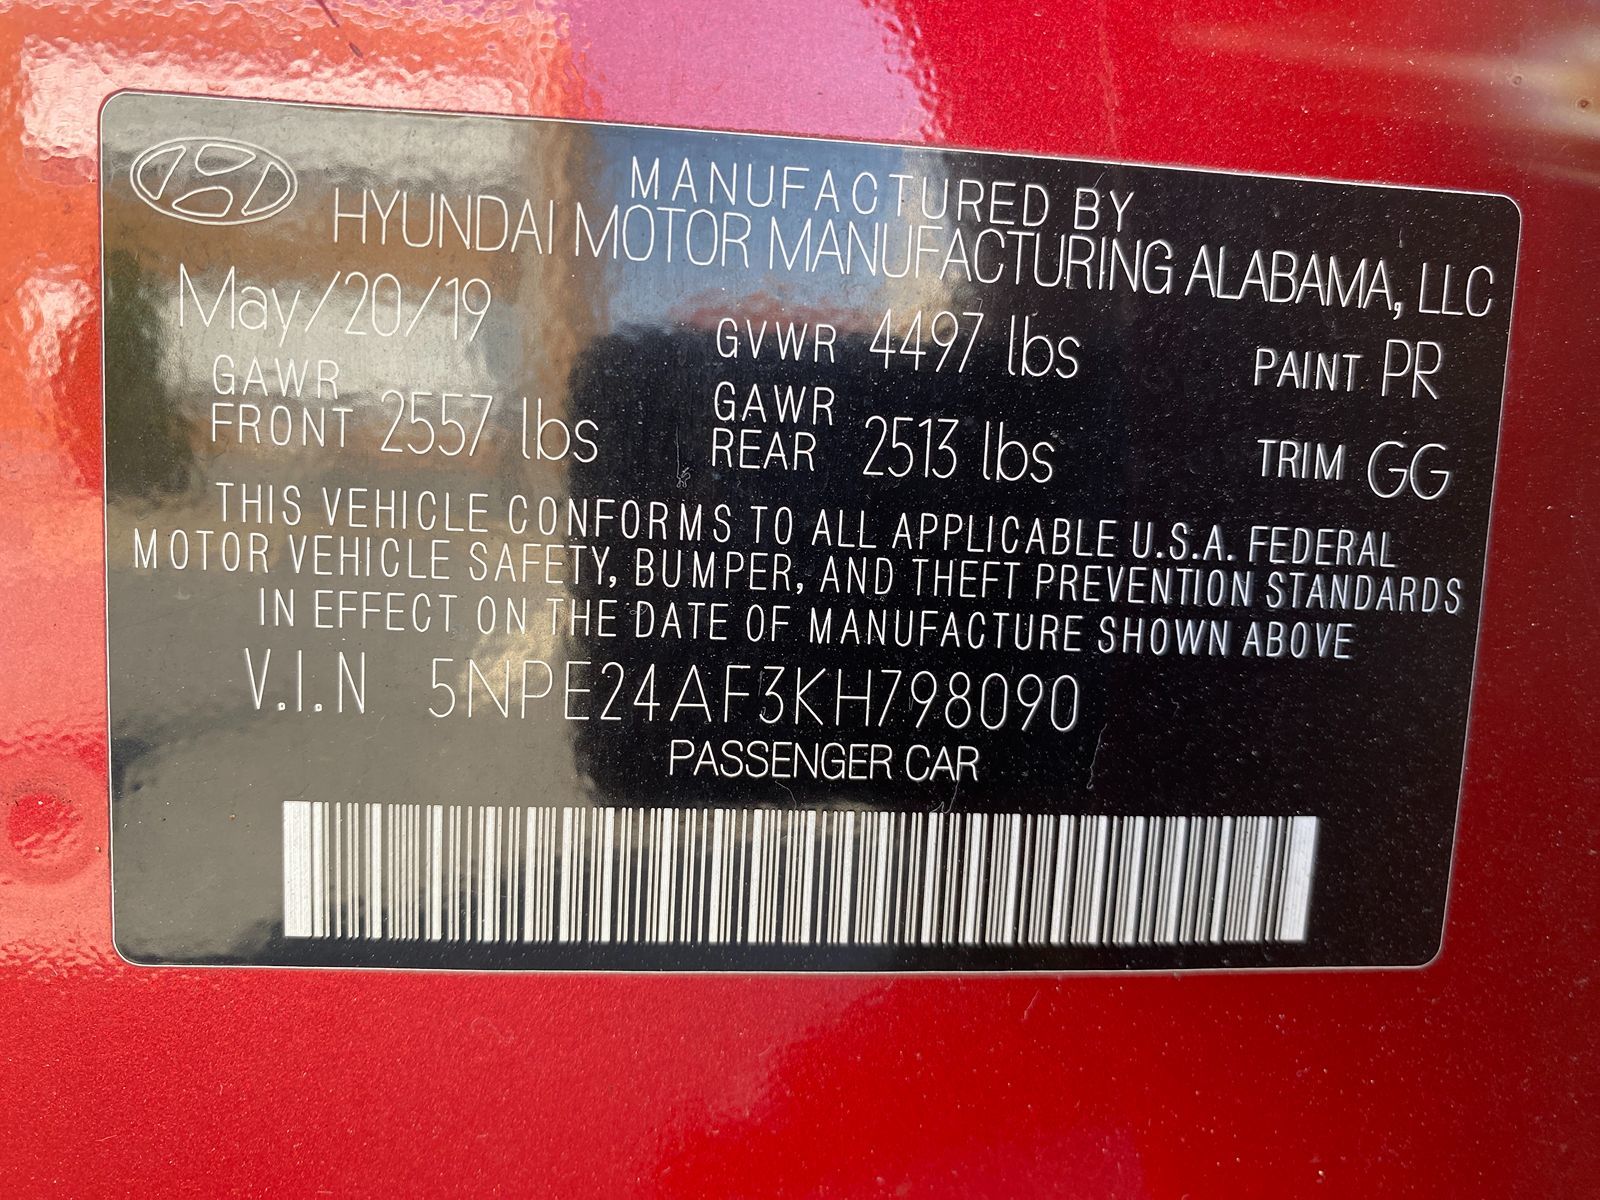 MANUFACTURED BY
HYUNDAI MOTOR MANUFACTURING ALABAMA, LLC
May/20/19 GVWR 4497 lbs PAINT PR
GAWR FRONT 2557 lbs GAWR REAR 2513 lbs TRIM GG
THIS VEHICLE CONFORMS TO ALL APPLICABLE U.S.A. FEDERAL
MOTOR VEHICLE SAFETY, BUMPER, AND THEFT PREVENTION STANDARDS
IN EFFECT ON THE DATE OF MANUFACTURE SHOWN ABOVE
V.I.N 5NPE24AF3KH798090
PASSENGER CAR